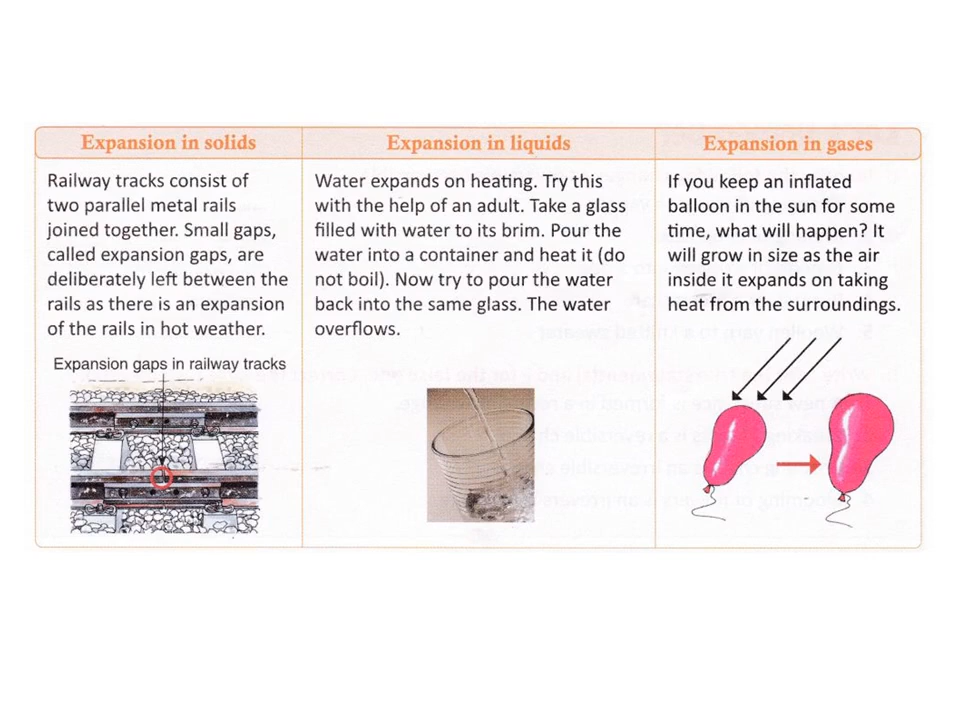 Expansion in solids
Railway tracks consist of
two parallel metal rails
joined together. Small gaps,
called expansion gaps, are
deliberately left between the
rails as there is an expansion
of the rails in hot weather.
Expansion gaps in railway tracks
Expansion in liquids
Water expands on heating. Try this
with the help of an adult. Take a glass
filled with water to its brim. Pour the
water into a container and heat it (do
not boil). Now try to pour the water
back into the same glass. The water
overflows.
Expansion in gases
If you keep an inflated
balloon in the sun for some
time, what will happen? It
will grow in size as the air
inside it expands on taking
heat from the surroundings.